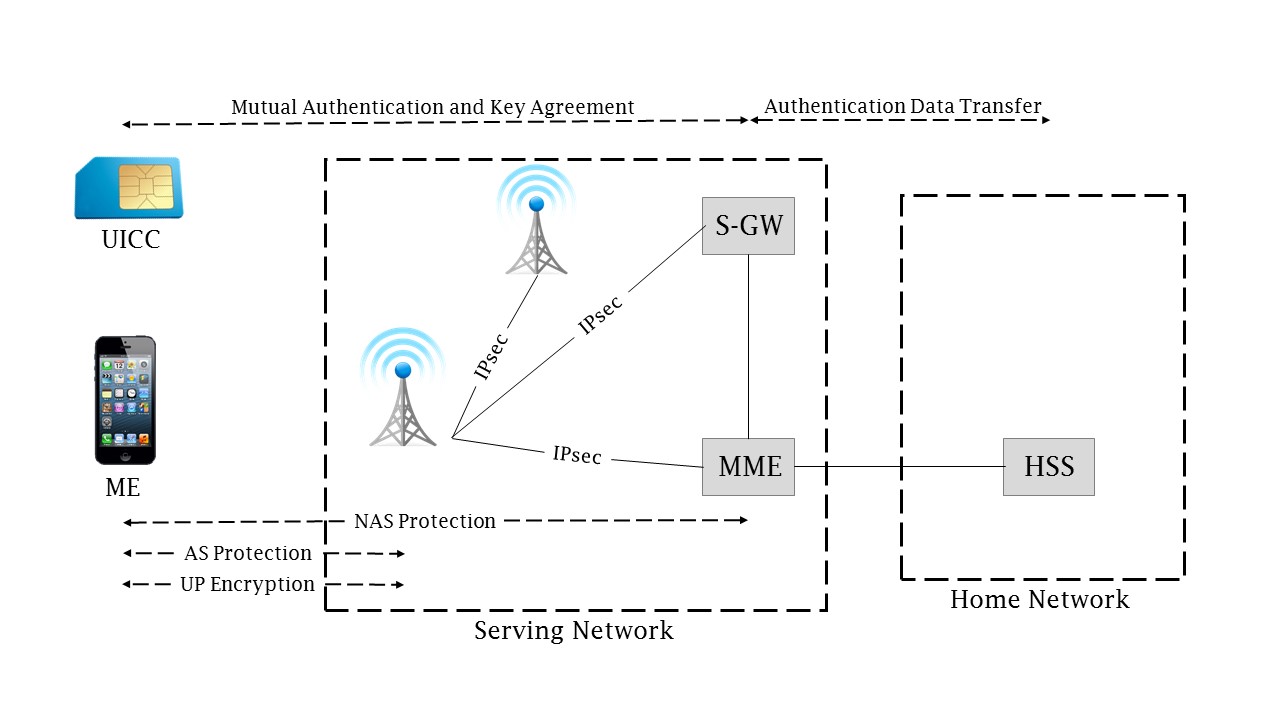 Mutual Authentication and Key Agreement
Authentication Data Transfer
UICC
S-GW
IPsec
IPsec
IPsec
ME
MME
HSS
NAS Protection
AS Protection
UP Encryption
Home Network
Serving Network